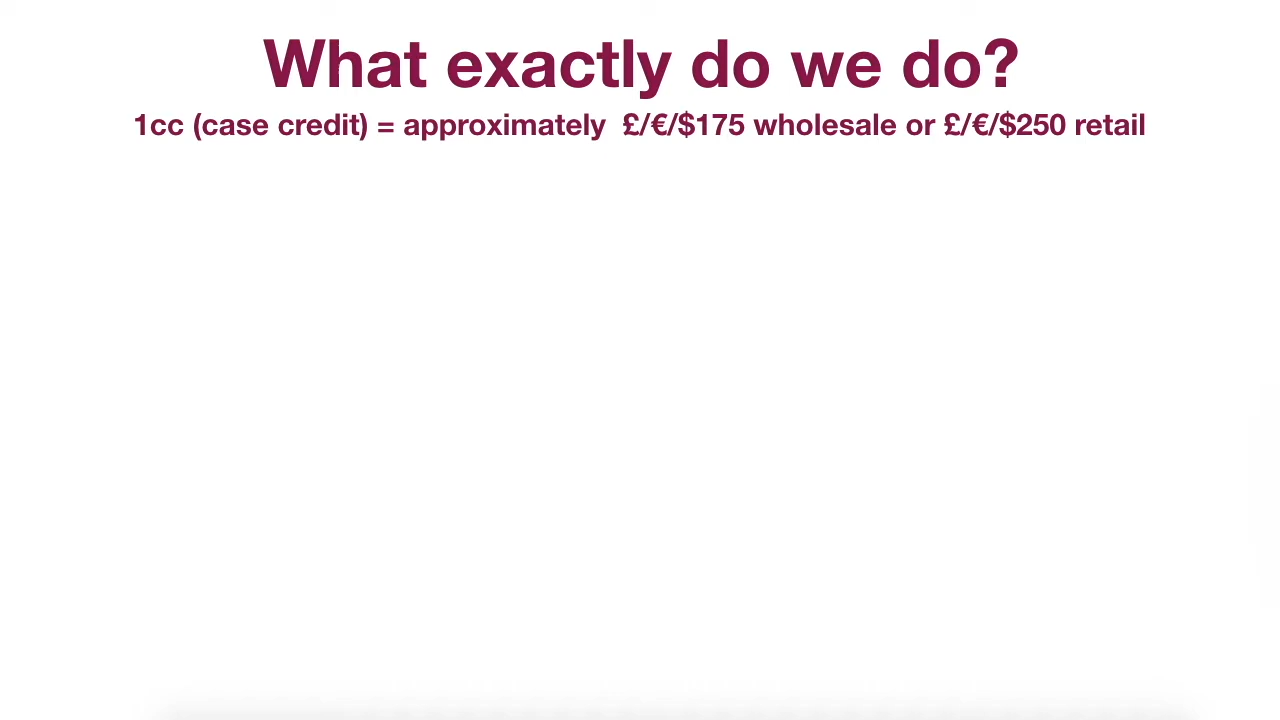 What exactly do we do?
1cc (case credit) = approximately  £/€/$175 wholesale or £/€/$250 retail